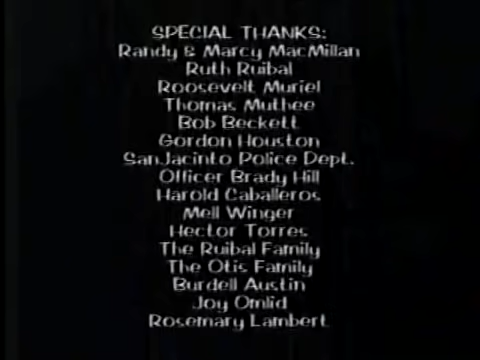 SPECIAL THANKS:
Randy & Marcy MacMillan
Ruth Ruibal
Roosevelt Muriel
Thomas Muthee
Bob Beckett
Gordon Houston
SanJacinto Police Dept.
Officer Brady Hill
Harold Caballeros
Mell Winger
Hector Torres
The Ruibal Family
The Otis Family
Burdell Austin
Joy Omlid
Rosemary Lambert